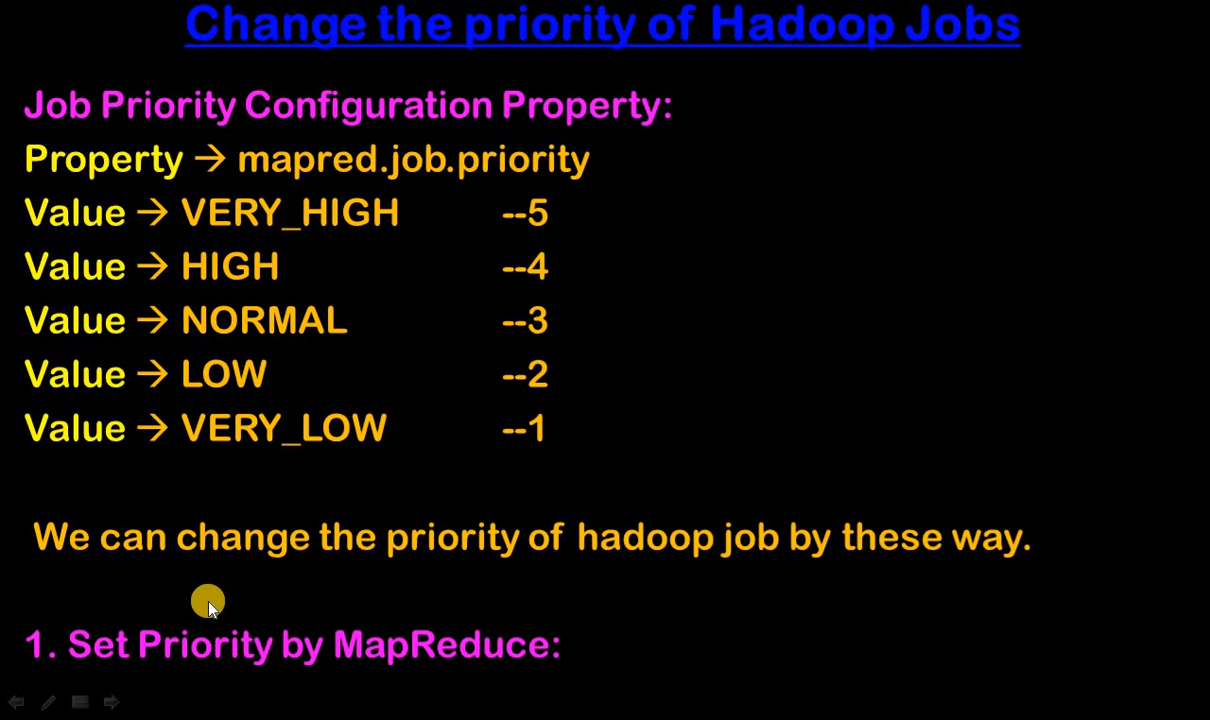 Change the priority of Hadoop Jobs
Job Priority Configuration Property:
Property → mapred.job.priority
Value → VERY_HIGH --5
Value → HIGH --4
Value → NORMAL --3
Value → LOW --2
Value → VERY_LOW --1
We can change the priority of hadoop job by these way.
1. Set Priority by MapReduce: